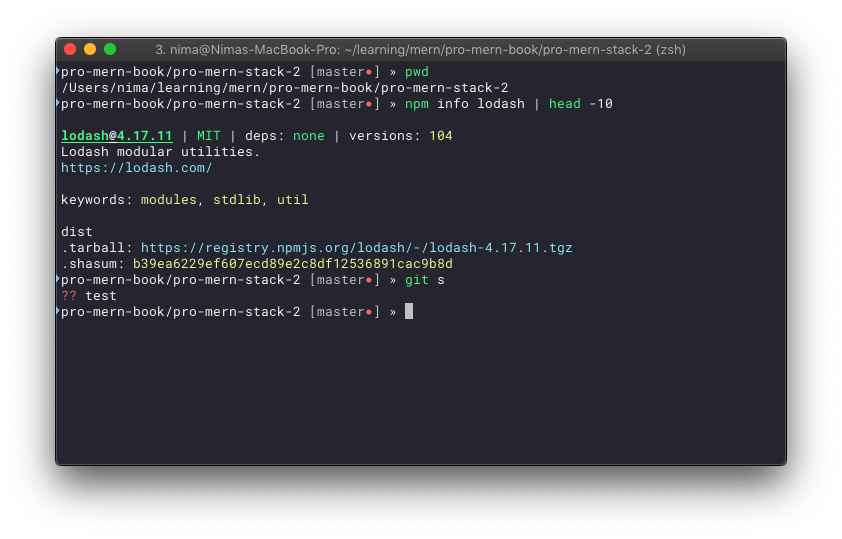 3. nima@Nimas-MacBook-Pro: ~/learning/mern/pro-mern-book/pro-mern-stack-2 (zsh)
pro-mern-book/pro-mern-stack-2 [master●] » pwd
/Users/nima/learning/mern/pro-mern-book/pro-mern-stack-2
pro-mern-book/pro-mern-stack-2 [master●] » npm info lodash | head -10
lodash@4.17.11 | MIT | deps: none | versions: 104
Lodash modular utilities.
https://lodash.com/
keywords: modules, stdlib, util
dist
.tarball: https://registry.npmjs.org/lodash/-/lodash-4.17.11.tgz
.shasum: b39ea6229ef607ecd89e2c8df12536891cac9b8d
pro-mern-book/pro-mern-stack-2 [master●] » git s
?? test
pro-mern-book/pro-mern-stack-2 [master●] »